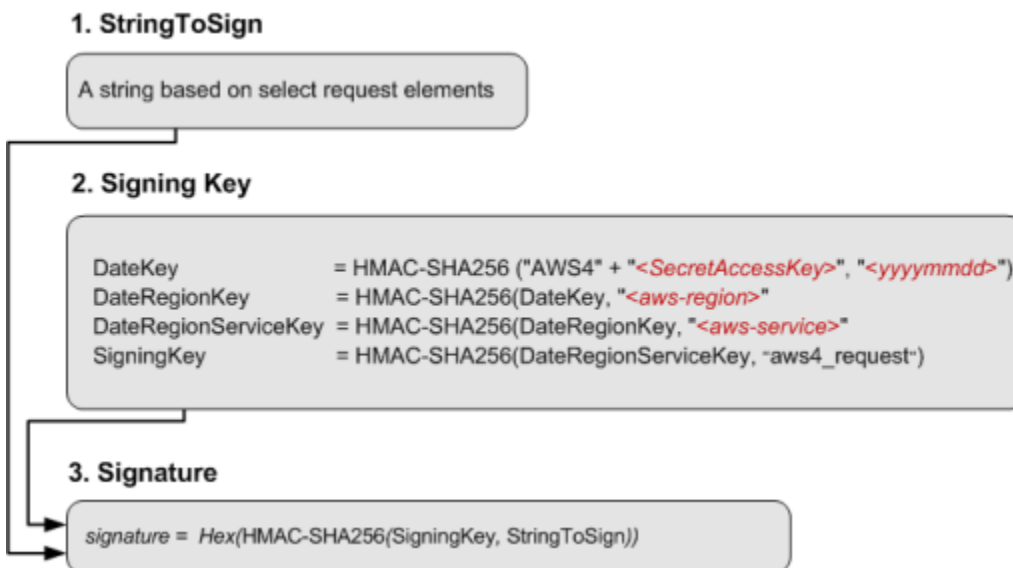 1. StringToSign
A string based on select request elements
2. Signing Key
DateKey = HMAC-SHA256 ("AWS4" + "<SecretAccessKey>", "<yyyymmdd>")
DateRegionKey = HMAC-SHA256(DateKey, "<aws-region>"
DateRegionServiceKey = HMAC-SHA256(DateRegionKey, "<aws-service>"
SigningKey = HMAC-SHA256(DateRegionServiceKey, "aws4_request")
3. Signature
signature = Hex(HMAC-SHA256(SigningKey, StringToSign))